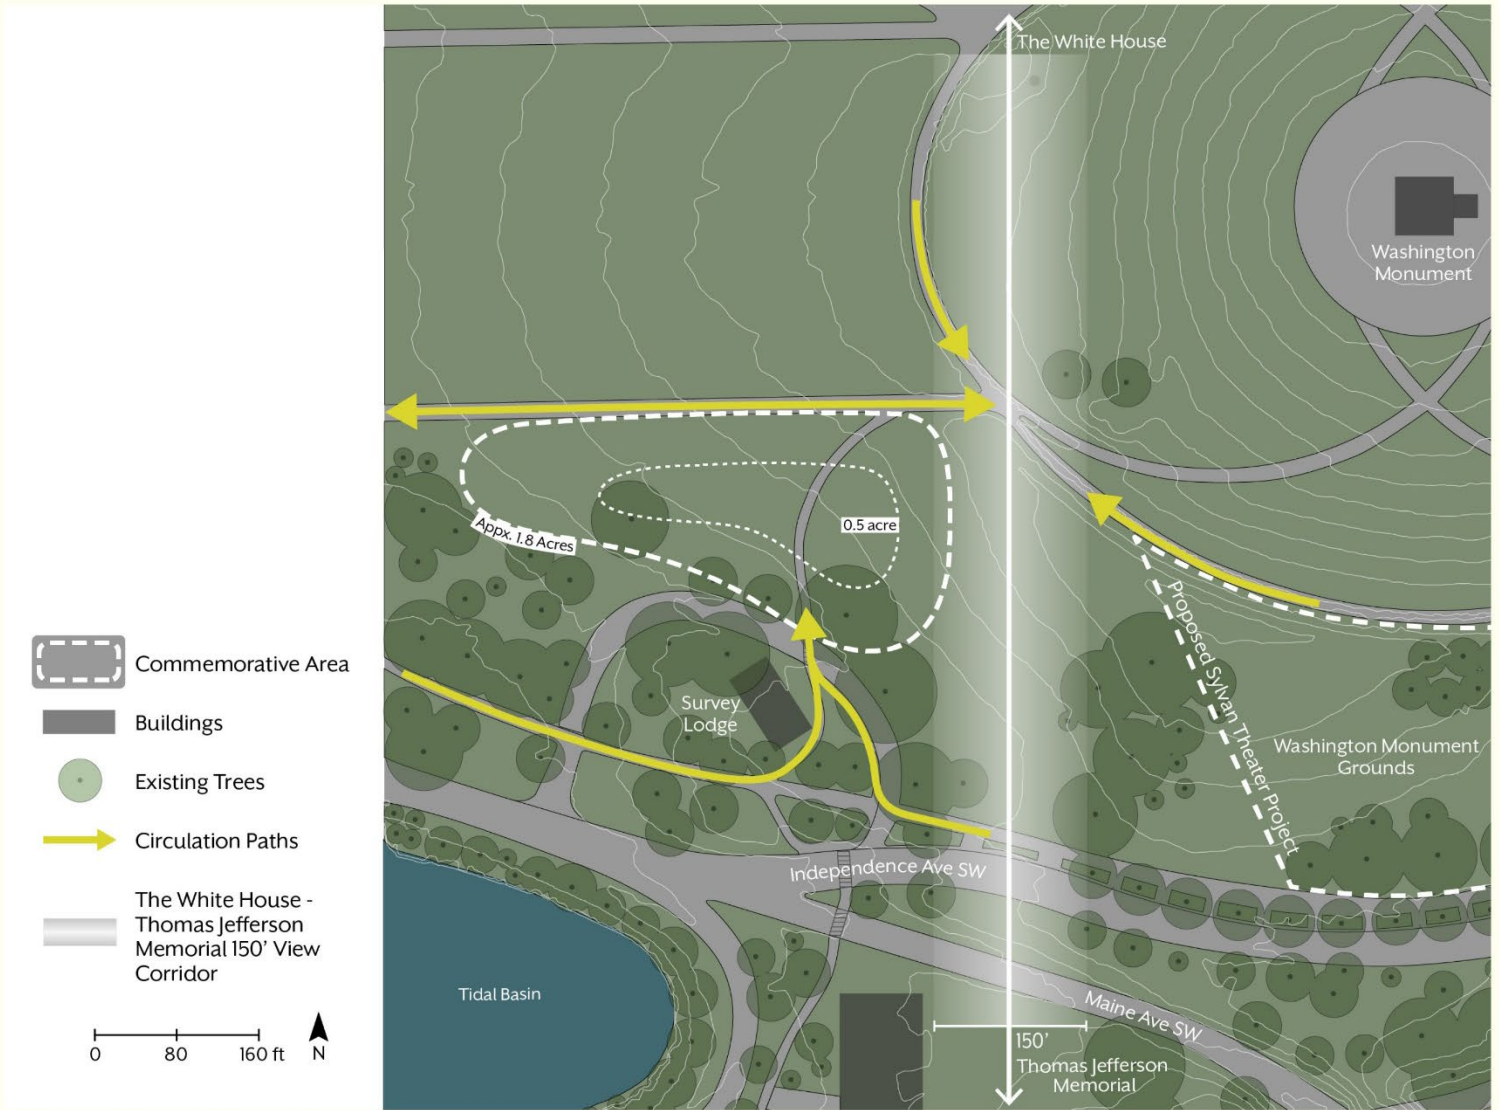 The White House
Washington
Monument
0.5 acre
Appx. 1.8 Acres
Proposed Sylvan Theater Project
Survey
Lodge
Washington Monument
Grounds
Independence Ave SW
Tidal Basin
Maine Ave SW
150'
Thomas Jefferson
Memorial
Commemorative Area
Buildings
Existing Trees
Circulation Paths
The White House -
Thomas Jefferson
Memorial 150' View
Corridor
0 80 160 ft N